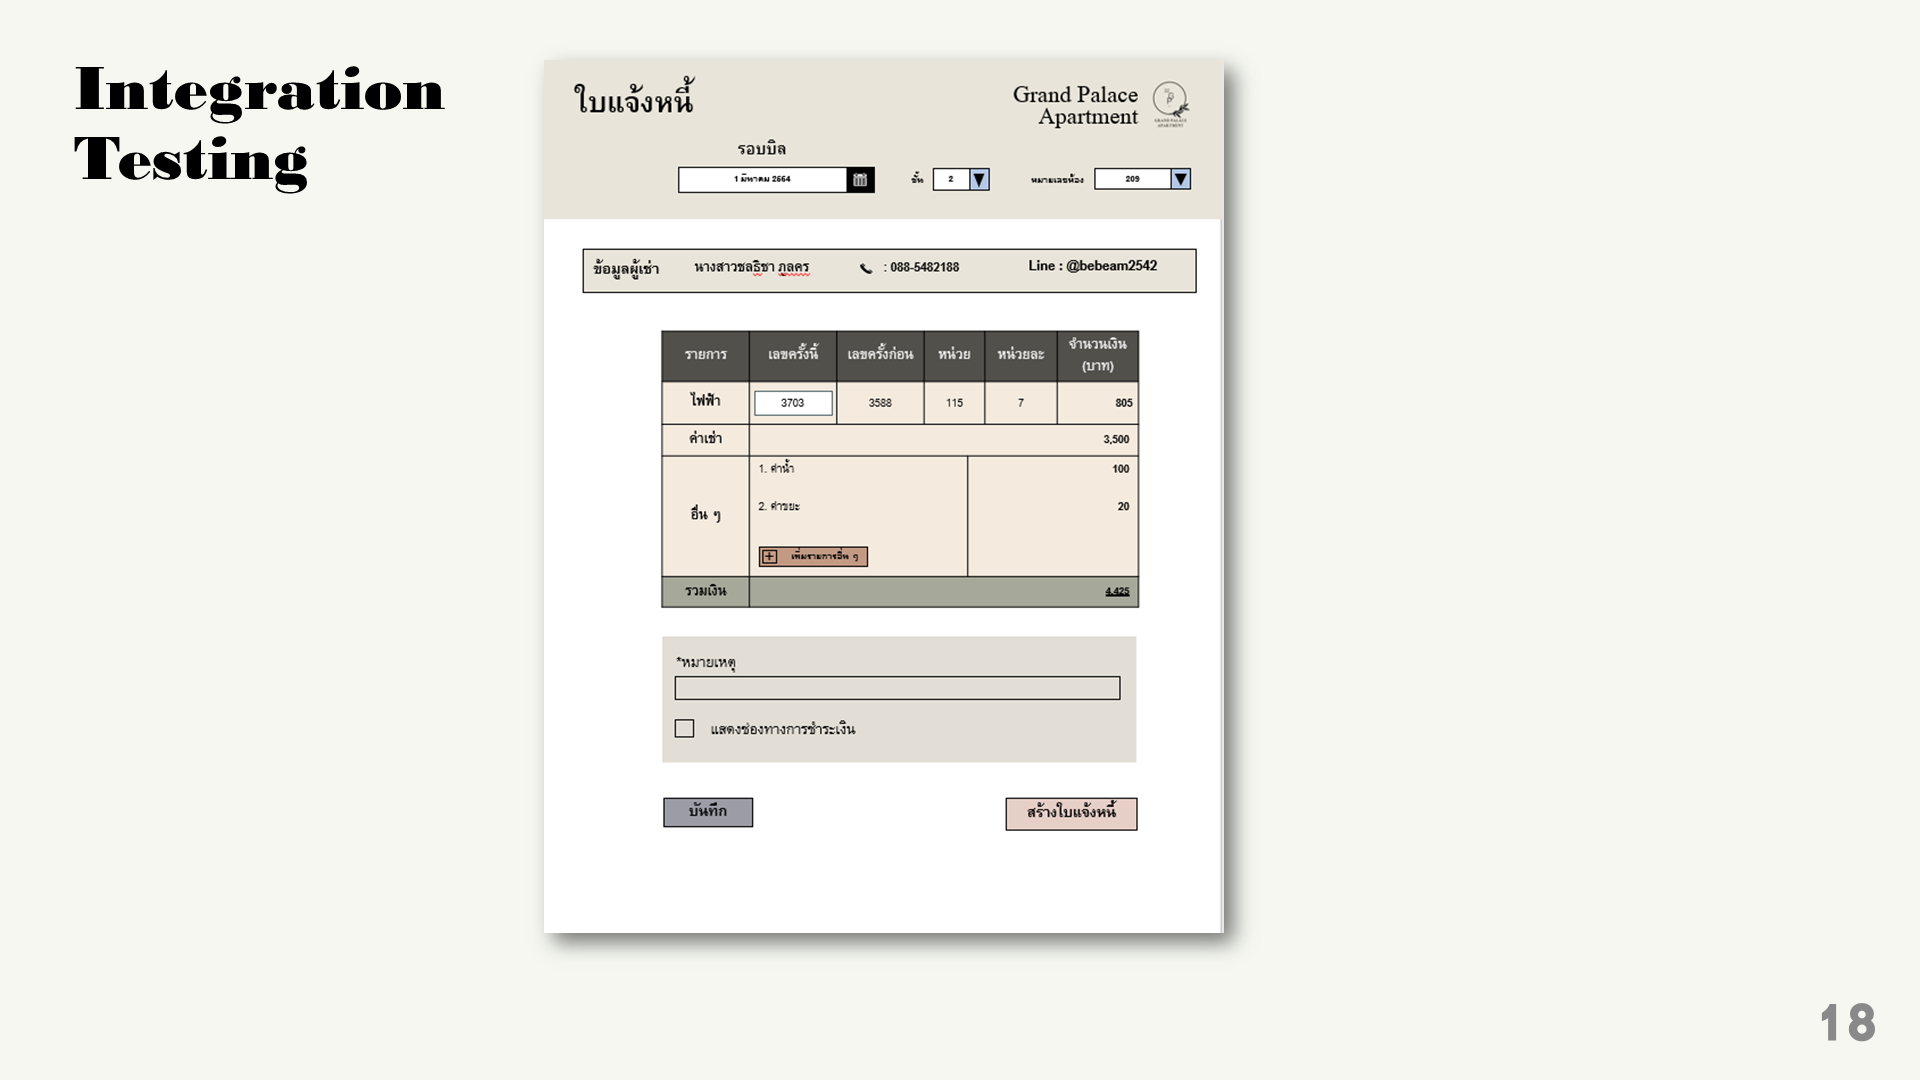 Integration
Testing
ใบแจ้งหนี้
Grand Palace
Apartment
GRAND PALACE
APARTMENT
รอบบิล
1 มีนาคม 2564
ชั้น 2
หมายเลขห้อง 209
ข้อมูลผู้เช่า นางสาวชลธิชา ภูลคร : 088-5482188 Line : @bebeam2542
รายการ เลขครั้งนี้ เลขครั้งก่อน หน่วย หน่วยละ จำนวนเงิน
(บาท)
ไฟฟ้า 3703 3588 115 7 805
ค่าเช่า 3,500
อื่น ๆ
1. ค่าน้ำ 100
2. ค่าขยะ 20
เพิ่มรายการอื่น ๆ
รวมเงิน 4,425
*หมายเหตุ
แสดงช่องทางการชำระเงิน
บันทึก
สร้างใบแจ้งหนี้
18